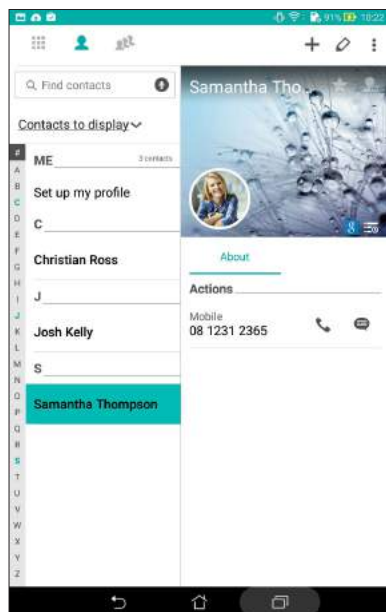 91% 10:22
Find contacts
Contacts to display
ME 3 contacts
Set up my profile
C
Christian Ross
J
Josh Kelly
S
Samantha Thompson
#
A
B
C
D
E
F
G
H
I
J
K
L
M
N
O
P
Q
R
S
T
U
V
W
X
Y
Z
Samantha Tho...
8
About
Actions
Mobile
08 1231 2365